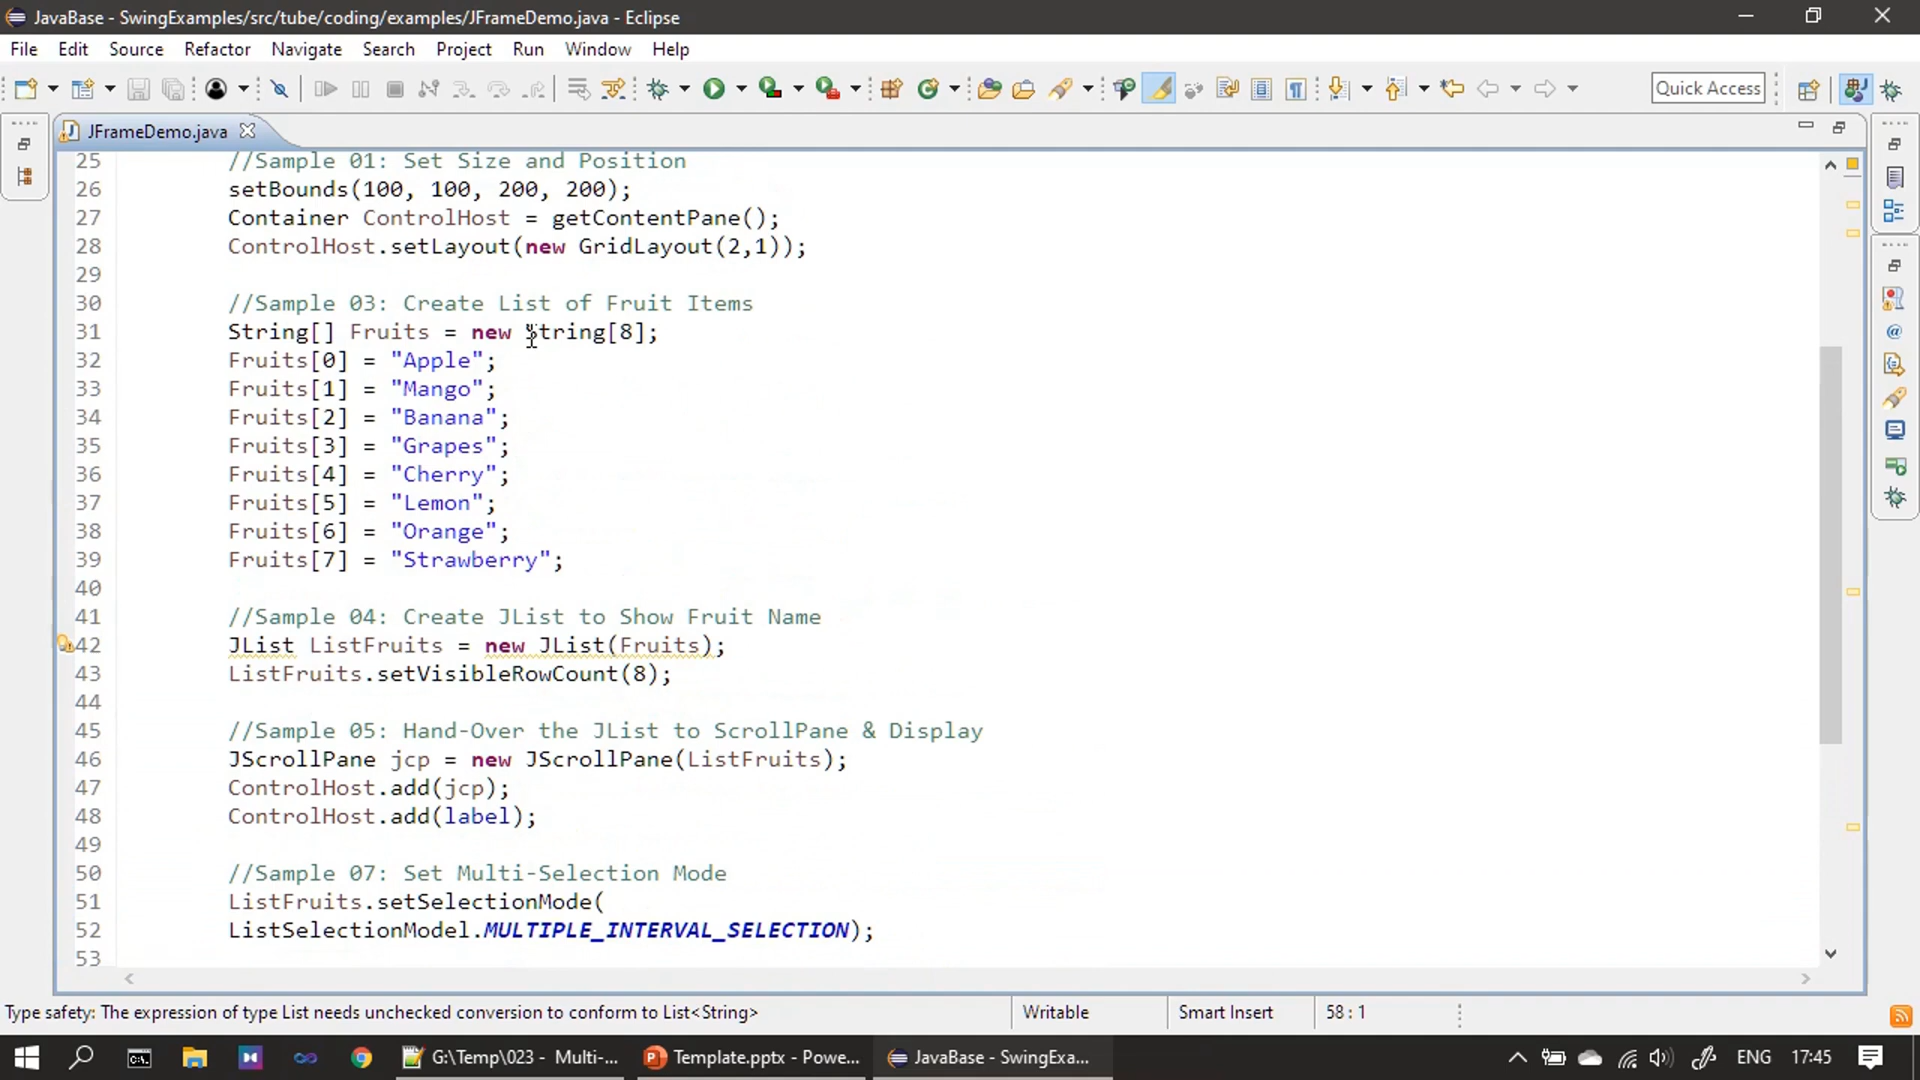 JavaBase - SwingExamples/src/tube/coding/examples/JFrameDemo.java - Eclipse
File Edit Source Refactor Navigate Search Project Run Window Help
Quick Access
JFrameDemo.java
25 //Sample 01: Set Size and Position
26 setBounds(100, 100, 200, 200);
27 Container ControlHost = getContentPane();
28 ControlHost.setLayout(new GridLayout(2,1));
29
30 //Sample 03: Create List of Fruit Items
31 String[] Fruits = new String[8];
32 Fruits[0] = "Apple";
33 Fruits[1] = "Mango";
34 Fruits[2] = "Banana";
35 Fruits[3] = "Grapes";
36 Fruits[4] = "Cherry";
37 Fruits[5] = "Lemon";
38 Fruits[6] = "Orange";
39 Fruits[7] = "Strawberry";
40
41 //Sample 04: Create JList to Show Fruit Name
42 JList ListFruits = new JList(Fruits);
43 ListFruits.setVisibleRowCount(8);
44
45 //Sample 05: Hand-Over the JList to ScrollPane & Display
46 JScrollPane jcp = new JScrollPane(ListFruits);
47 ControlHost.add(jcp);
48 ControlHost.add(label);
49
50 //Sample 07: Set Multi-Selection Mode
51 ListFruits.setSelectionMode(
52 ListSelectionModel.MULTIPLE_INTERVAL_SELECTION);
53
Type safety: The expression of type List needs unchecked conversion to conform to List<String> Writable Smart Insert 58 : 1
G:\Temp\023 - Multi-... Template.pptx - Powe... JavaBase - SwingExa... ENG 17:45